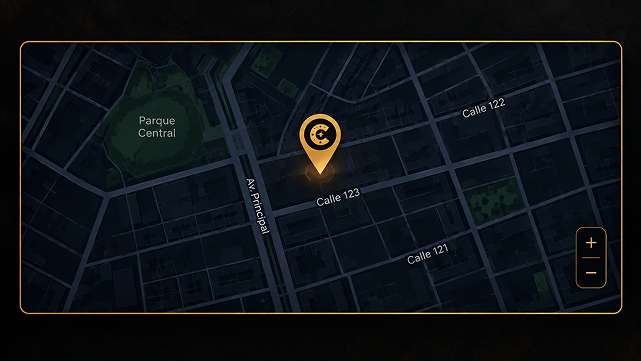 Calle 122
Parque
Central
Calle 123
Av. Principal
Calle 121
+
−